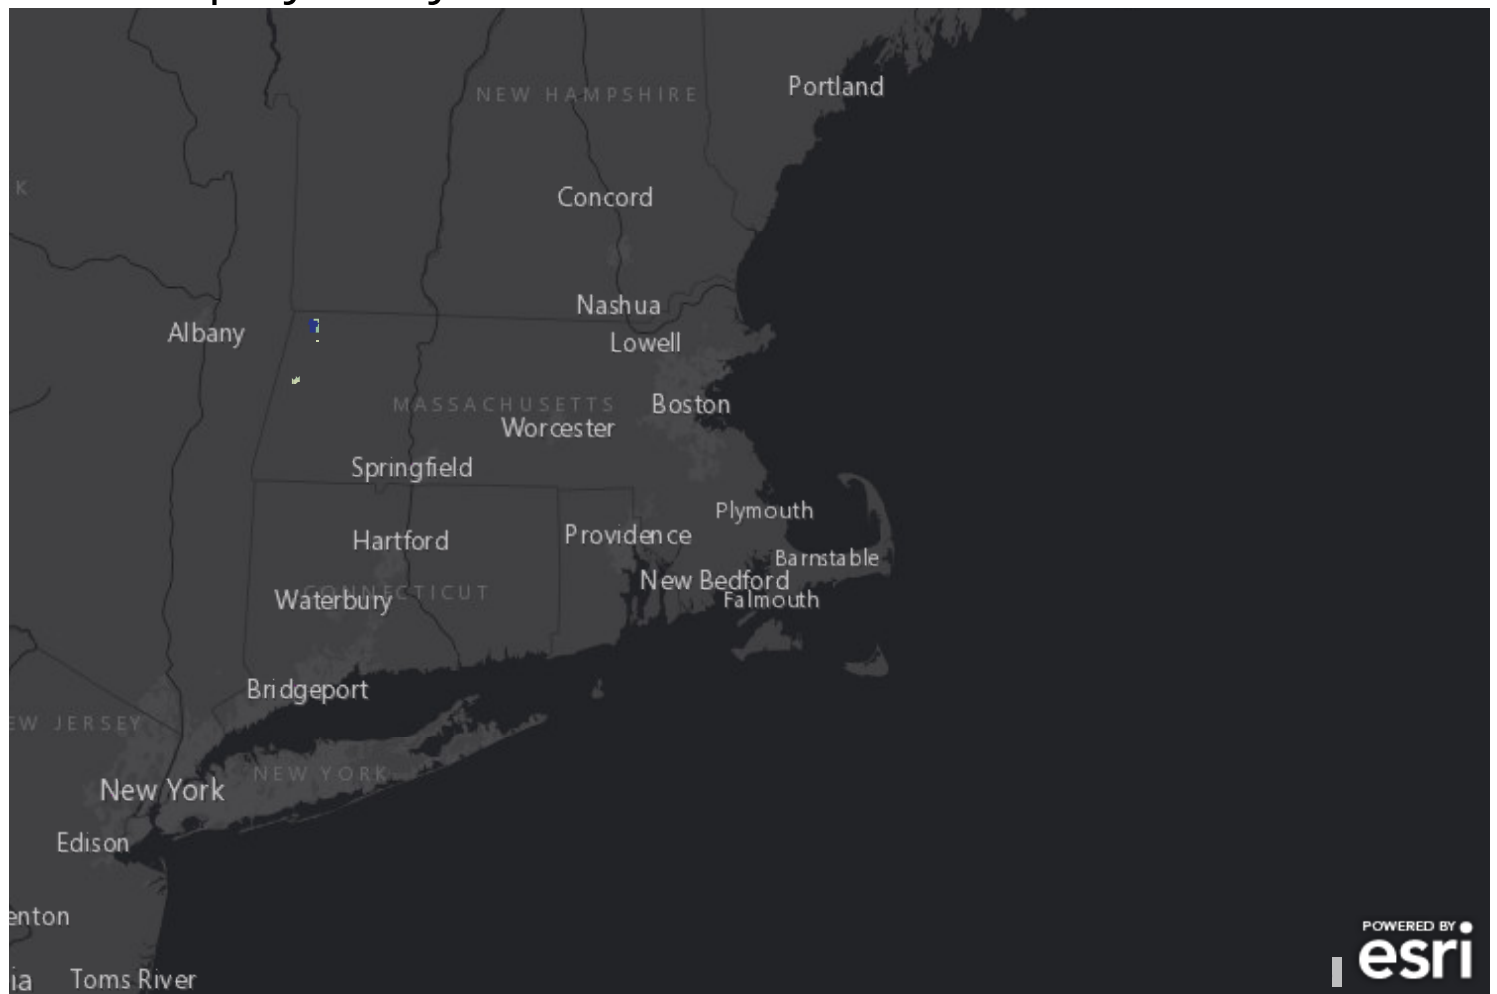 Portland
NEW HAMPSHIRE
K
Concord
Nashua
Albany
Lowell
MASSACHUSETTS
Boston
Worcester
Springfield
Plymouth
Providence
Hartford
Barnstable
New Bedford
CONNECTICUT
Waterbury
Falmouth
Bridgeport
EW JERSEY
NEW YORK
New York
Edison
enton
POWERED BY
esri
ia
Toms River